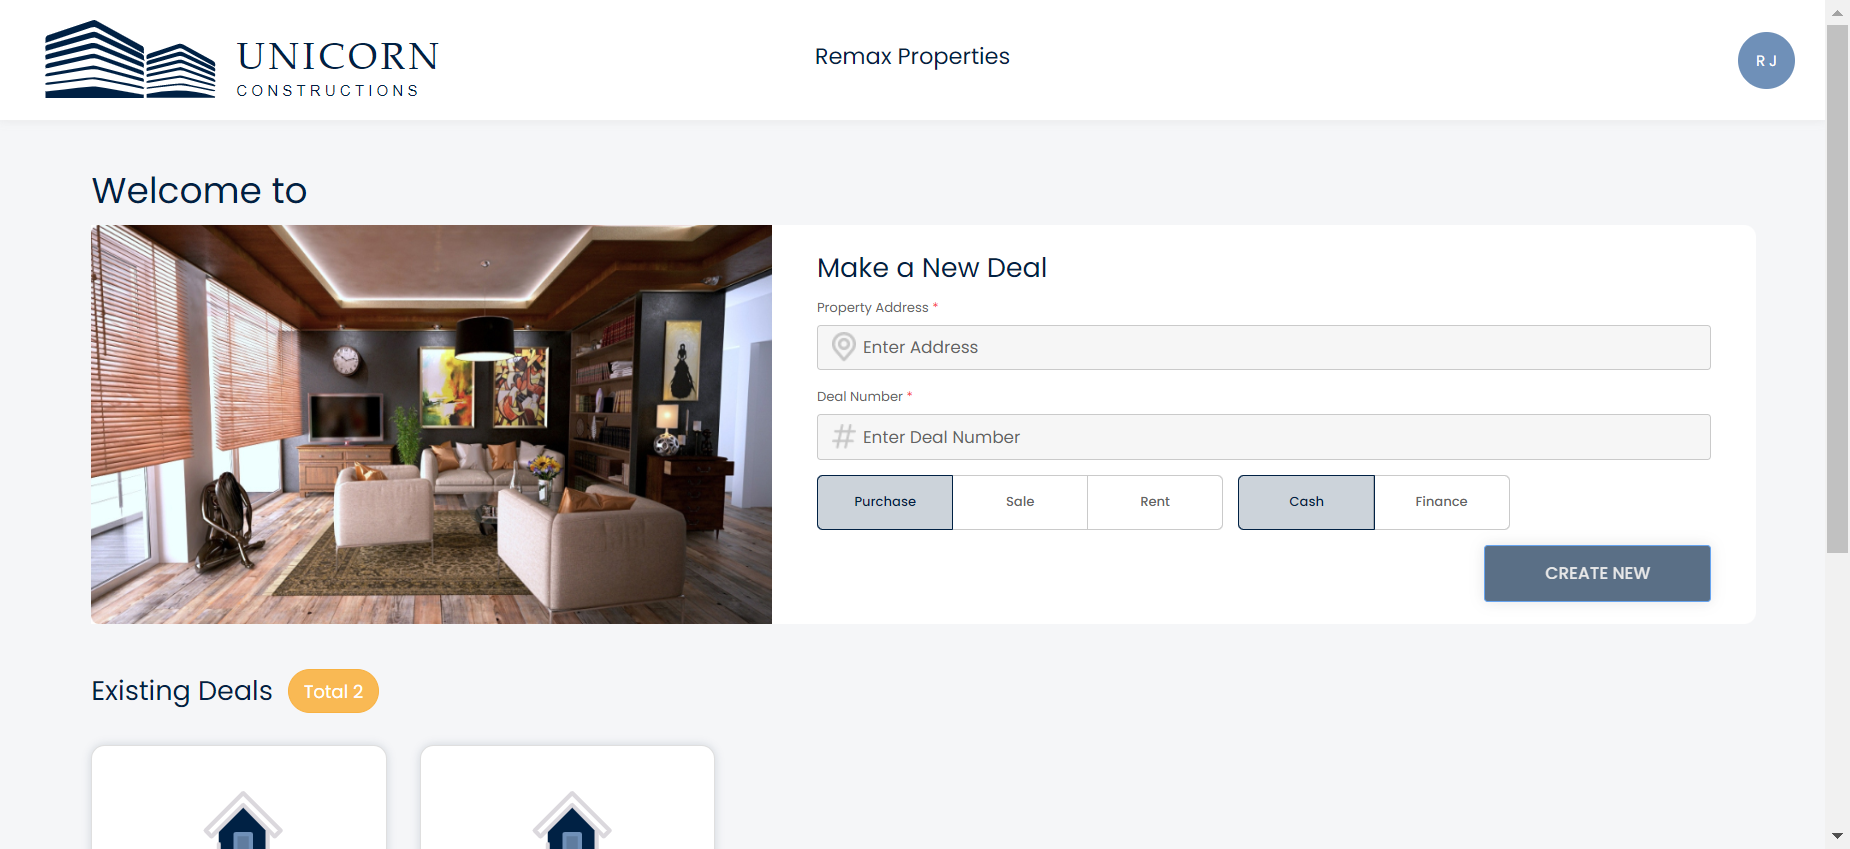 UNICORN
CONSTRUCTIONS
Remax Properties
R J
Welcome to
Make a New Deal
Property Address *
Enter Address
Deal Number *
# Enter Deal Number
Purchase Sale Rent Cash Finance
CREATE NEW
Existing Deals Total 2